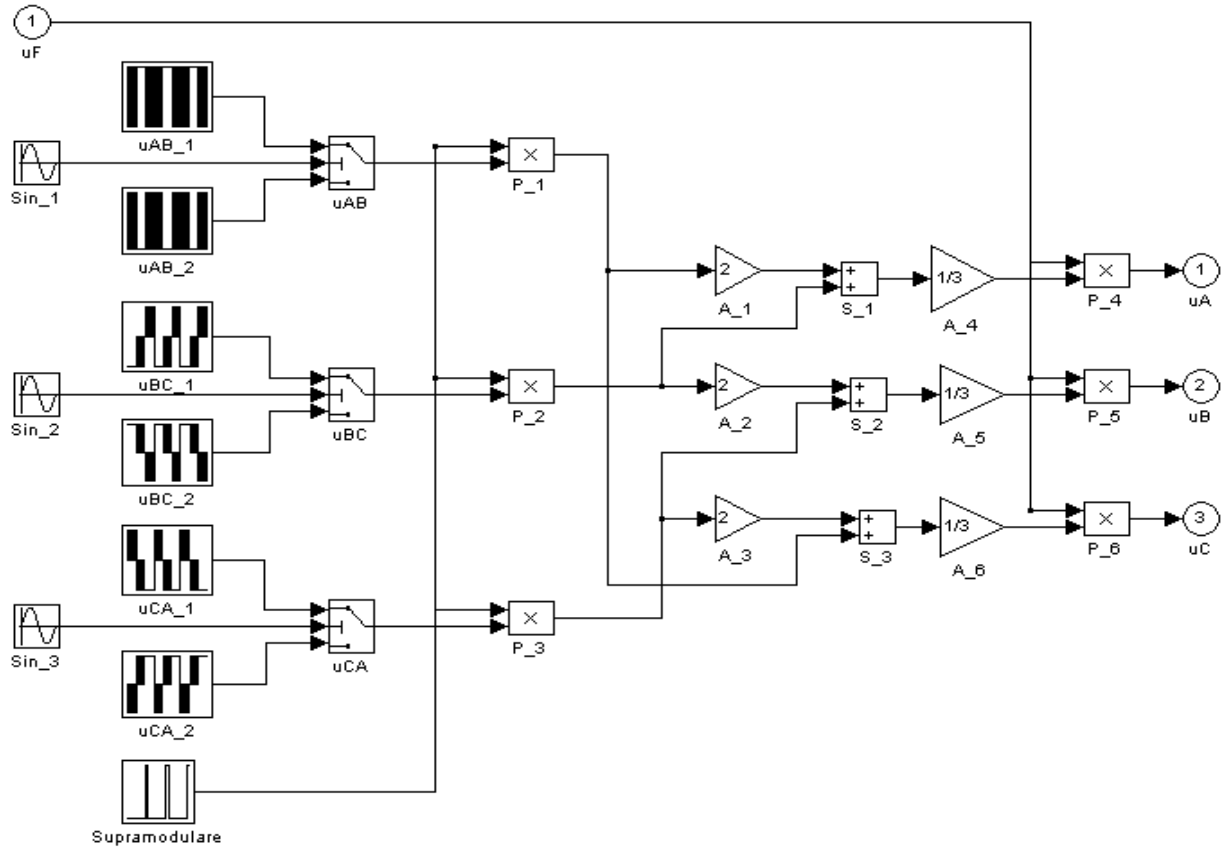 1
uF
uAB_1
Sin_1
uAB
uAB_2
×
P_1
2
A_1
+
+
S_1
1/3
A_4
×
P_4
1
uA
uBC_1
Sin_2
uBC
uBC_2
×
P_2
2
A_2
+
+
S_2
1/3
A_5
×
P_5
2
uB
uCA_1
2
A_3
+
+
S_3
1/3
A_6
×
P_6
3
uC
Sin_3
uCA
uCA_2
×
P_3
Supramodulare